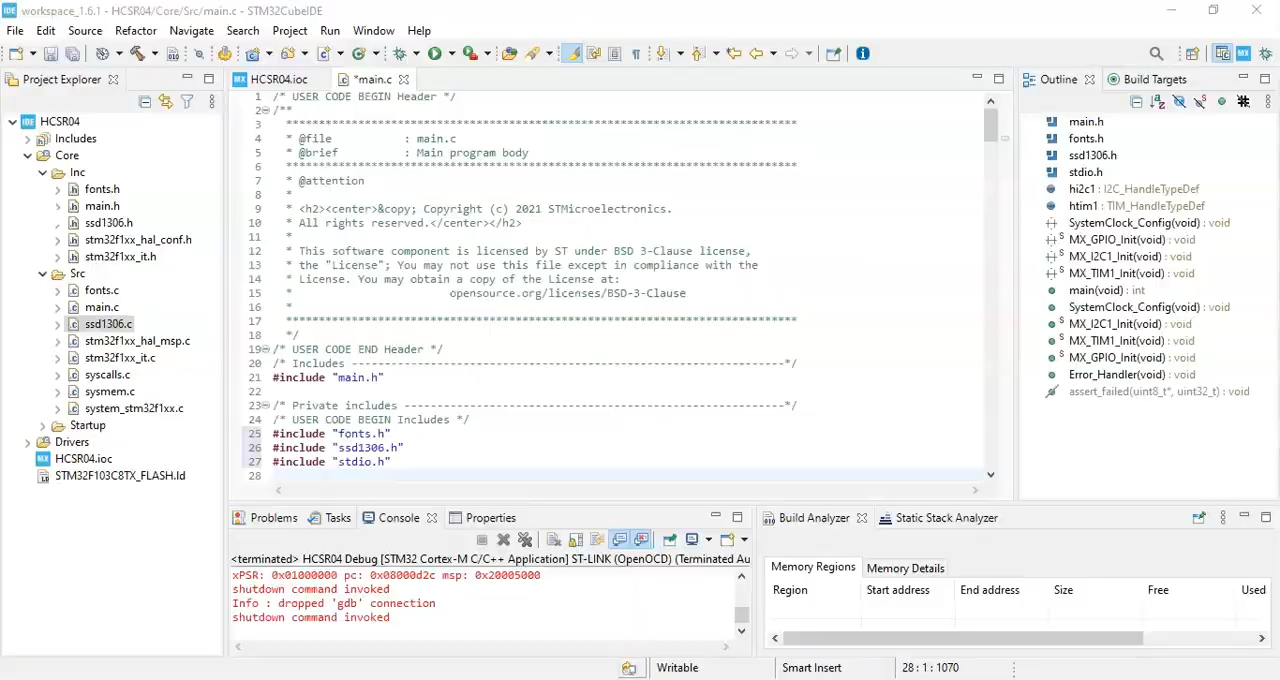 workspace_1.6.1 - HCSR04/Core/Src/main.c - STM32CubeIDE
File Edit Source Refactor Navigate Search Project Run Window Help
Project Explorer
HCSR04
Includes
Core
Inc
fonts.h
main.h
ssd1306.h
stm32f1xx_hal_conf.h
stm32f1xx_it.h
Src
fonts.c
main.c
ssd1306.c
stm32f1xx_hal_msp.c
stm32f1xx_it.c
syscalls.c
sysmem.c
system_stm32f1xx.c
Startup
Drivers
HCSR04.ioc
STM32F103C8TX_FLASH.ld
HCSR04.ioc *main.c
1 /* USER CODE BEGIN Header */
2 /**
3 ******************************************************************************
4 * @file : main.c
5 * @brief : Main program body
6 ******************************************************************************
7 * @attention
8 *
9 * <h2><center>&copy; Copyright (c) 2021 STMicroelectronics.
10 * All rights reserved.</center></h2>
11 *
12 * This software component is licensed by ST under BSD 3-Clause license,
13 * the "License"; You may not use this file except in compliance with the
14 * License. You may obtain a copy of the License at:
15 * opensource.org/licenses/BSD-3-Clause
16 *
17 ******************************************************************************
18 */
19 /* USER CODE END Header */
20 /* Includes ------------------------------------------------------------------*/
21 #include "main.h"
22
23 /* Private includes ----------------------------------------------------------*/
24 /* USER CODE BEGIN Includes */
25 #include "fonts.h"
26 #include "ssd1306.h"
27 #include "stdio.h"
28
Outline Build Targets
main.h
fonts.h
ssd1306.h
stdio.h
hi2c1 : I2C_HandleTypeDef
htim1 : TIM_HandleTypeDef
SystemClock_Config(void) : void
MX_GPIO_Init(void) : void
MX_I2C1_Init(void) : void
MX_TIM1_Init(void) : void
main(void) : int
SystemClock_Config(void) : void
MX_I2C1_Init(void) : void
MX_TIM1_Init(void) : void
MX_GPIO_Init(void) : void
Error_Handler(void) : void
assert_failed(uint8_t*, uint32_t) : void
Problems Tasks Console Properties
<terminated> HCSR04 Debug [STM32 Cortex-M C/C++ Application] ST-LINK (OpenOCD) (Terminated Au
xPSR: 0x01000000 pc: 0x08000d2c msp: 0x20005000
shutdown command invoked
Info : dropped 'gdb' connection
shutdown command invoked
Build Analyzer Static Stack Analyzer
Memory Regions Memory Details
Region Start address End address Size Free Used
Writable Smart Insert 28 : 1 : 1070